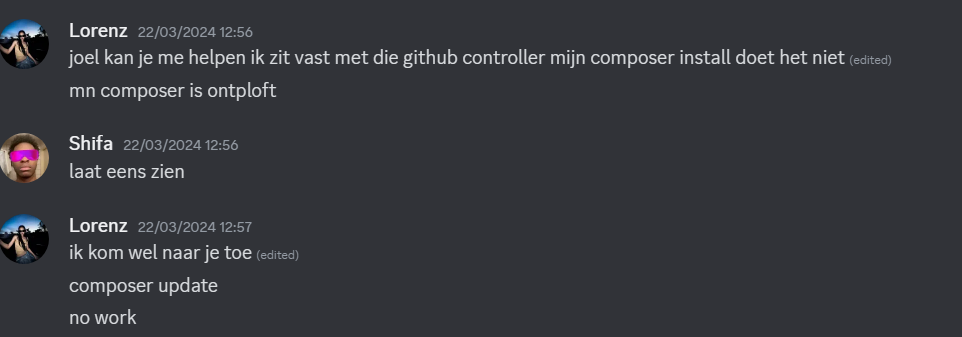 Lorenz 22/03/2024 12:56
joel kan je me helpen ik zit vast met die github controller mijn composer install doet het niet (edited)
mn composer is ontploft
Shifa 22/03/2024 12:56
laat eens zien
Lorenz 22/03/2024 12:57
ik kom wel naar je toe (edited)
composer update
no work